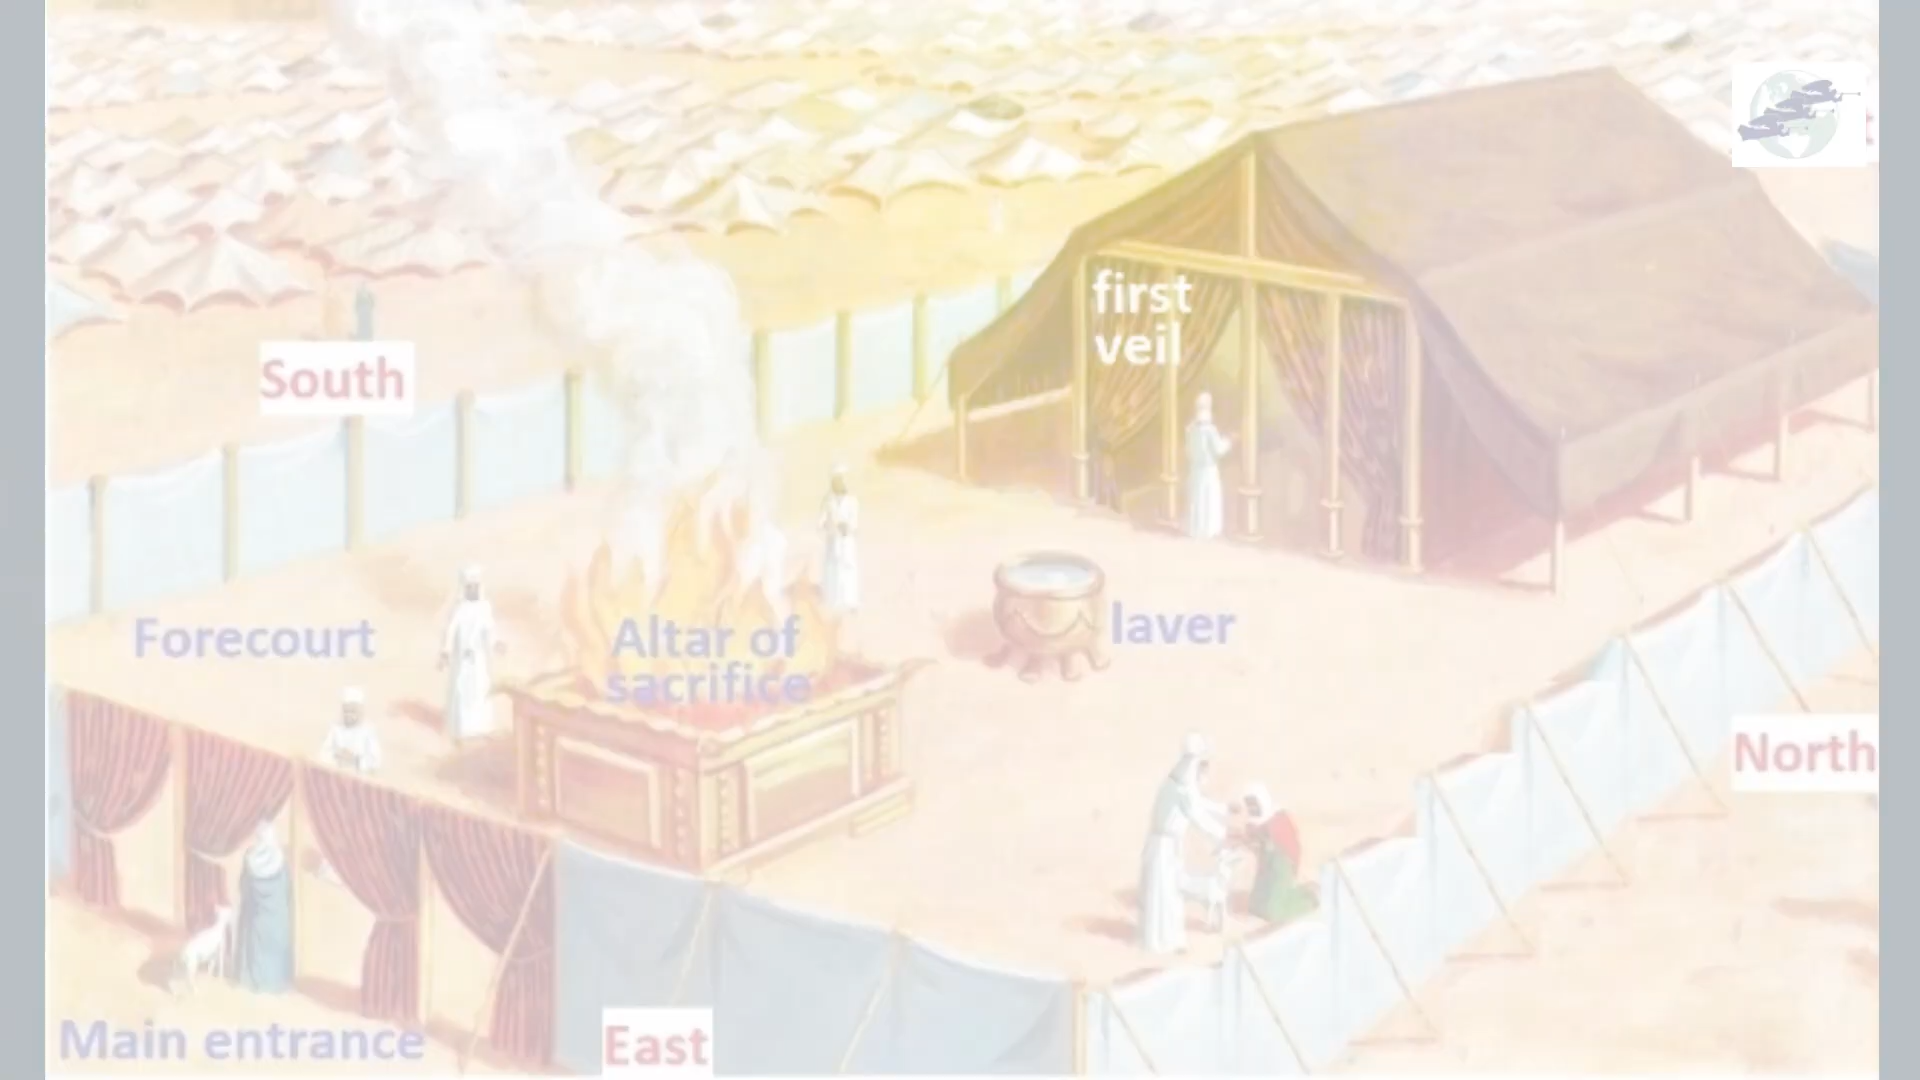 first
veil
South
Forecourt
Altar of
sacrifice
laver
North
Main entrance
East